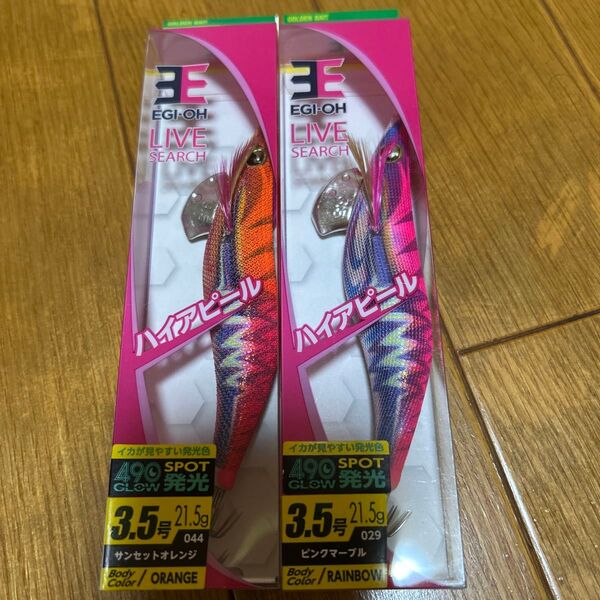 GOLDEN BAIT
EGI-OH
LIVE
SEARCH
ハイアピール
イカが見やすい発光色
490
GLOW
SPOT
発光
3.5号
21.5g
044
サンセットオレンジ
Body
Color/ORANGE
GOLDEN BAIT
EGI-OH
LIVE
SEARCH
ハイアピール
イカが見やすい発光色
490
GLOW
SPOT
発光
3.5号
21.5g
029
ピンクマーブル
Body
Color/RAINBOW